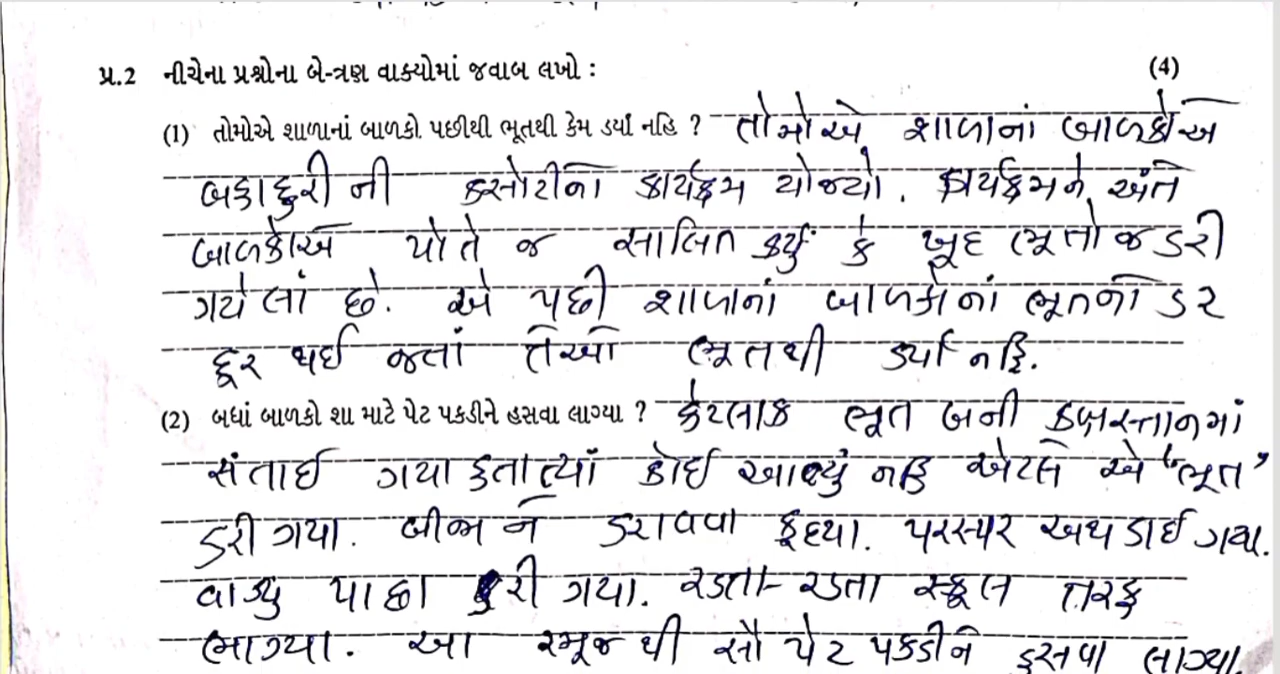 પ્ર.2 નીચેના પ્રશ્નોના બે-ત્રણ વાક્યોમાં જવાબ લખો : (4)
(1) તોમોએ શાળાનાં બાળકો પછીથી ભૂતથી કેમ ડર્યાં નહિ ? તોમોએ શાળાનાં બાળકોએ
બહાદુરી ની કસોટીનો કાર્યક્રમ યોજ્યો. કાર્યક્રમને અંતે
બાળકોએ પોતે જ સાબિત કર્યું કે ખૂદ ભૂતો જ ડરી
ગયેલાં છે. એ પછી શાળાનાં બાળકોનાં ભૂતનો ડર
દૂર થઈ જતાં તેઓ ભૂતથી ડર્યા નહિ.
(2) બધાં બાળકો શા માટે પેટ પકડીને હસવા લાગ્યા ? કેટલાક ભૂત બની કબ્રસ્તાનમાં
સંતાઈ ગયા હતા ત્યાં કોઈ આવ્યું નહિ એટલે એ "ભૂત"
ડરી ગયા. બીજાને ડરાવવા કૂદયા. પરસ્પર અથડાઈ ગયા.
વાગ્યુ પાછા ડરી ગયા. રડતા-રડતા સ્કૂલ તરફ
ભાગ્યા. આ રમૂજ થી સૌ પેટ પકડીને હસવા લાગ્યા.